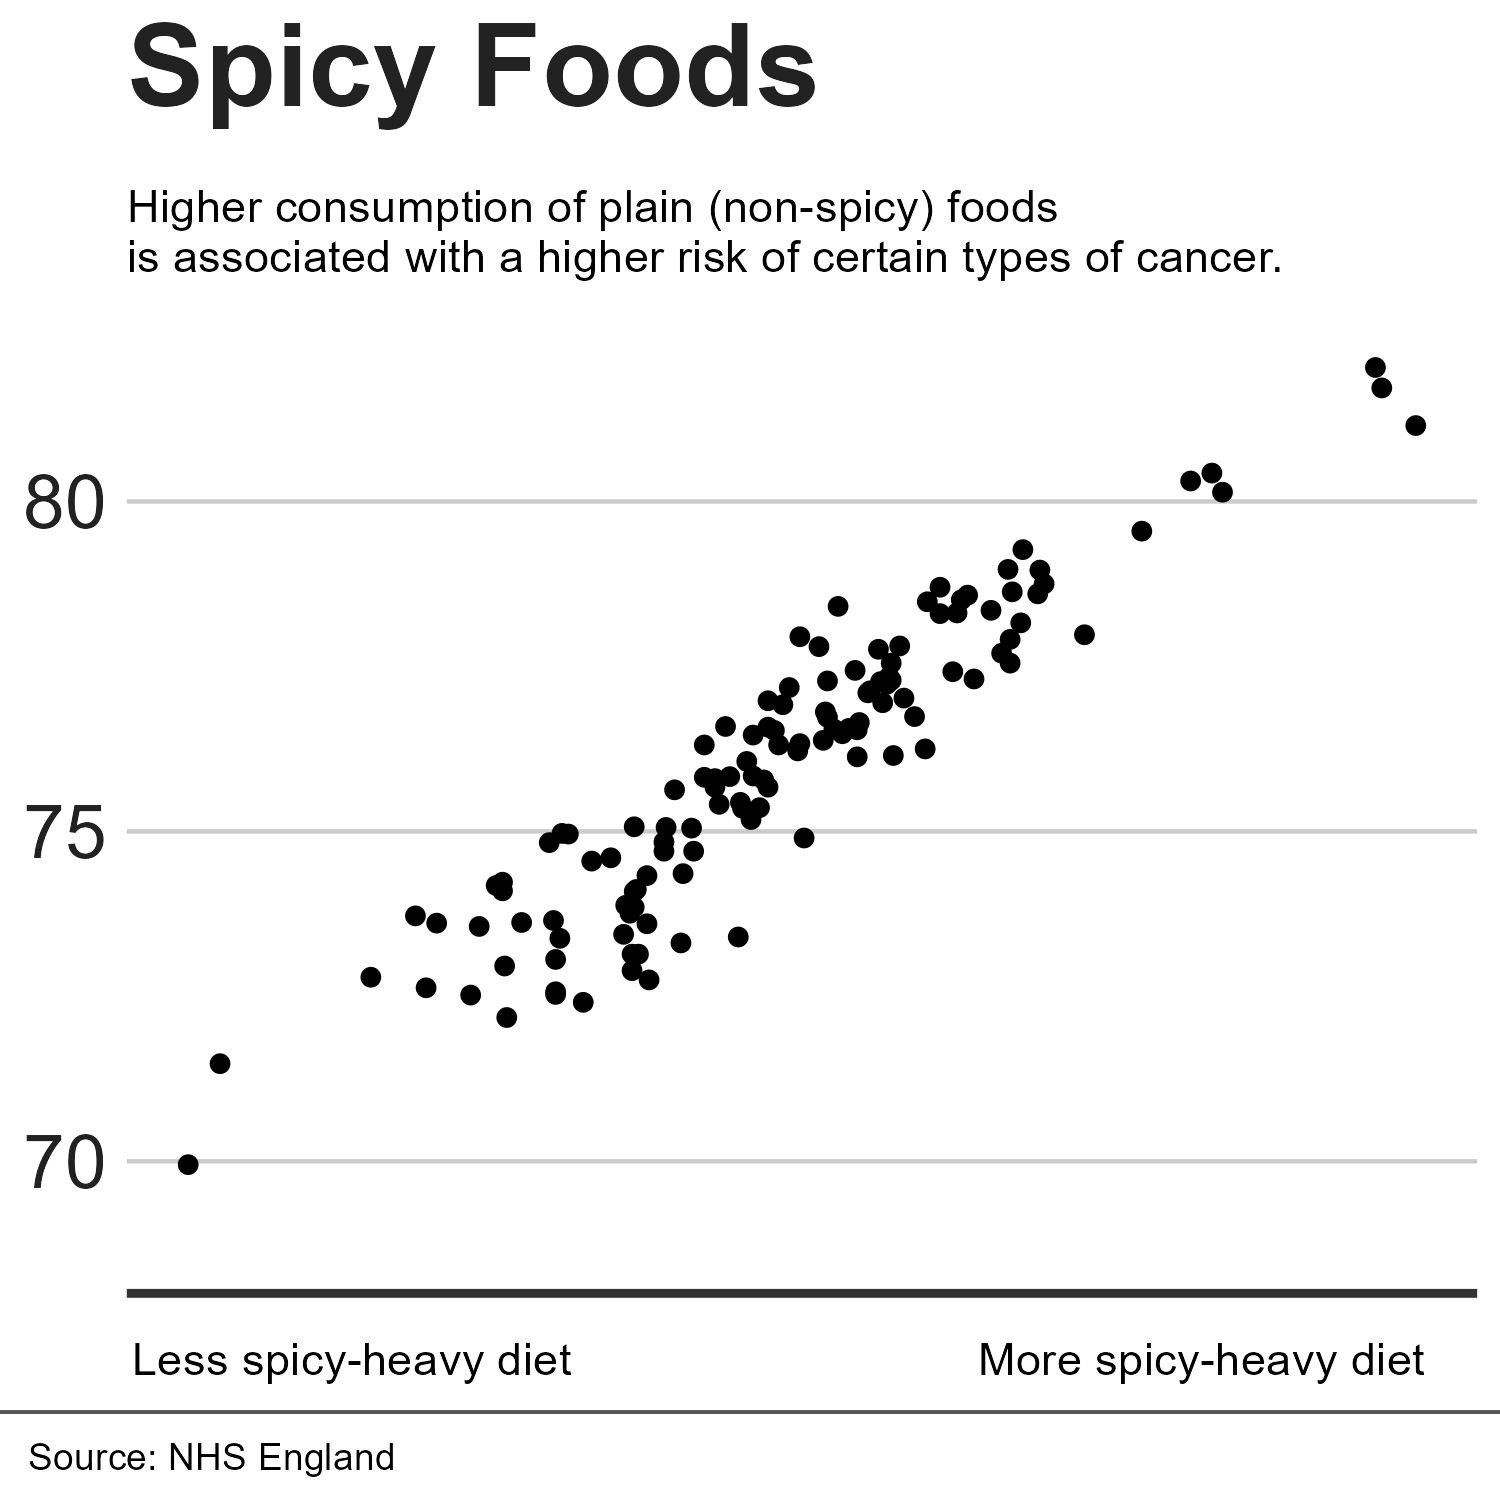 Spicy Foods
Higher consumption of plain (non-spicy) foods
is associated with a higher risk of certain types of cancer.
80
75
70
Less spicy-heavy diet
More spicy-heavy diet
Source: NHS England